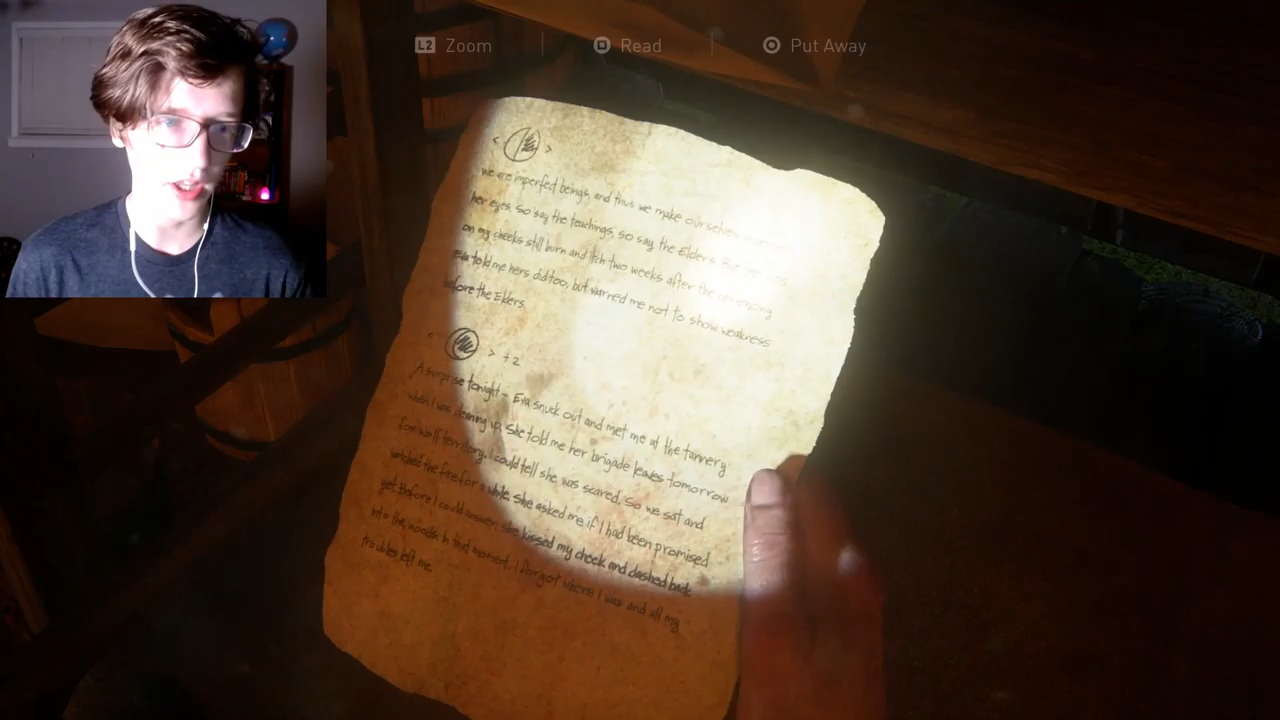 L2 Zoom | Read | Put Away
< >
we are imperfect beings, and thus we make ourselves
her eyes. So say the teachings, so say the Elders. But the
on my cheeks still burn and itch two weeks after the ceremony
told me hers did too, but warned me not to show weakness
before the Elders.
< > + 2
A surprise tonight - Eva snuck out and met me at the tannery
when I was cleaning up. She told me her brigade leaves tomorrow
for wolf territory. I could tell she was scared. So we sat and
watched the fire for a while. She asked me if I had been promised
yet. Before I could answer, she kissed my cheek and dashed back
into the woods. In that moment, I forgot where I was and all my
troubles left me.